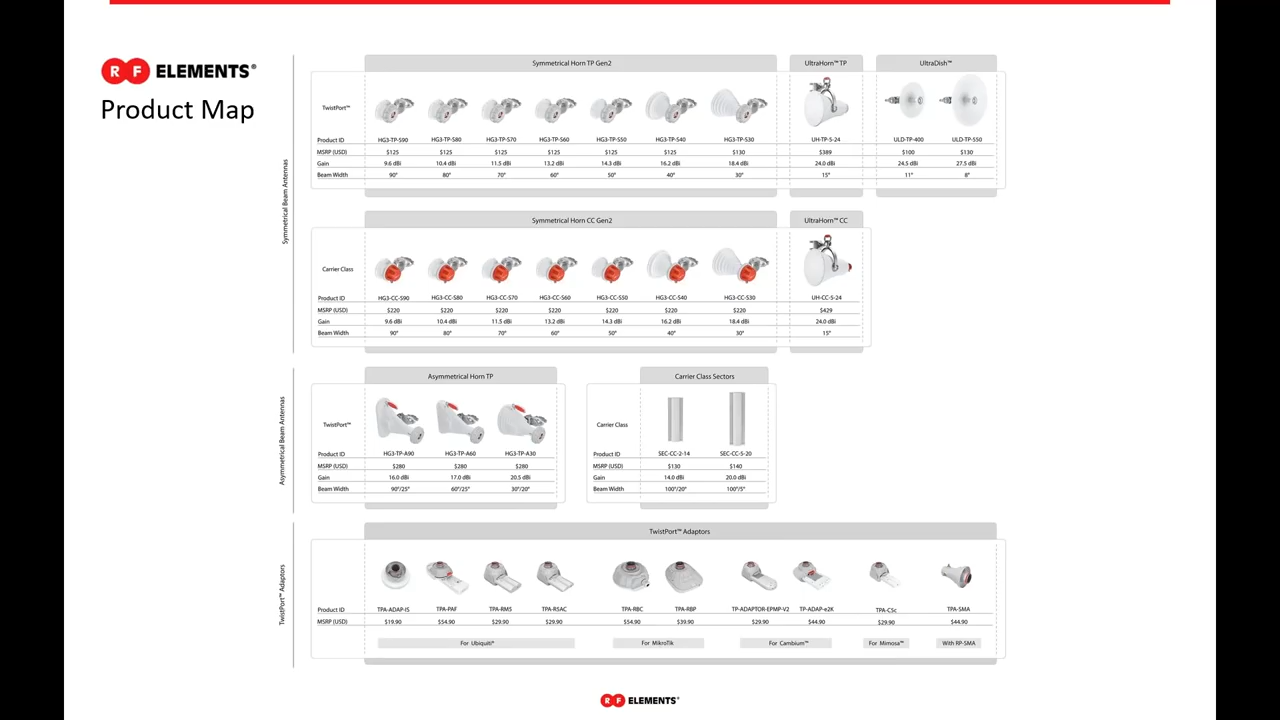 R F ELEMENTS®
Product Map
Symmetrical Beam Antennas
Symmetrical Horn TP Gen2
UltraHorn™ TP
UltraDish™
TwistPort™
Product ID HG3-TP-S90 HG3-TP-S80 HG3-TP-S70 HG3-TP-S60 HG3-TP-S50 HG3-TP-S40 HG3-TP-S30 UH-TP-5-24 ULD-TP-400 ULD-TP-550
MSRP (USD) $125 $125 $125 $125 $125 $125 $130 $389 $100 $130
Gain 9.6 dBi 10.4 dBi 11.5 dBi 13.2 dBi 14.3 dBi 16.2 dBi 18.4 dBi 24.0 dBi 24.5 dBi 27.5 dBi
Beam Width 90° 80° 70° 60° 50° 40° 30° 15° 11° 8°
Symmetrical Horn CC Gen2
UltraHorn™ CC
Carrier Class
Product ID HG3-CC-S90 HG3-CC-S80 HG3-CC-S70 HG3-CC-S60 HG3-CC-S50 HG3-CC-S40 HG3-CC-S30 UH-CC-5-24
MSRP (USD) $220 $220 $220 $220 $220 $220 $220 $429
Gain 9.6 dBi 10.4 dBi 11.5 dBi 13.2 dBi 14.3 dBi 16.2 dBi 18.4 dBi 24.0 dBi
Beam Width 90° 80° 70° 60° 50° 40° 30° 15°
Asymmetrical Beam Antennas
Asymmetrical Horn TP
TwistPort™
Product ID HG3-TP-A90 HG3-TP-A60 HG3-TP-A30
MSRP (USD) $280 $280 $280
Gain 16.0 dBi 17.0 dBi 20.5 dBi
Beam Width 90°/25° 60°/25° 30°/20°
Carrier Class Sectors
Carrier Class
Product ID SEC-CC-2-14 SEC-CC-5-20
MSRP (USD) $130 $140
Gain 14.0 dBi 20.0 dBi
Beam Width 100°/20° 100°/5°
TwistPort™ Adaptors
TwistPort™ Adaptors
Product ID TPA-ADAP-IS TPA-PAF TPA-RM5 TPA-R5AC TPA-RBC TPA-RBP TP-ADAPTOR-EPMP-V2 TP-ADAP-e2K TPA-C5c TPA-SMA
MSRP (USD) $19.90 $54.90 $29.90 $29.90 $54.90 $39.90 $29.90 $44.90 $29.90 $44.90
For Ubiquiti® For MikroTik For Cambium™ For Mimosa™ With RP-SMA
R F ELEMENTS®